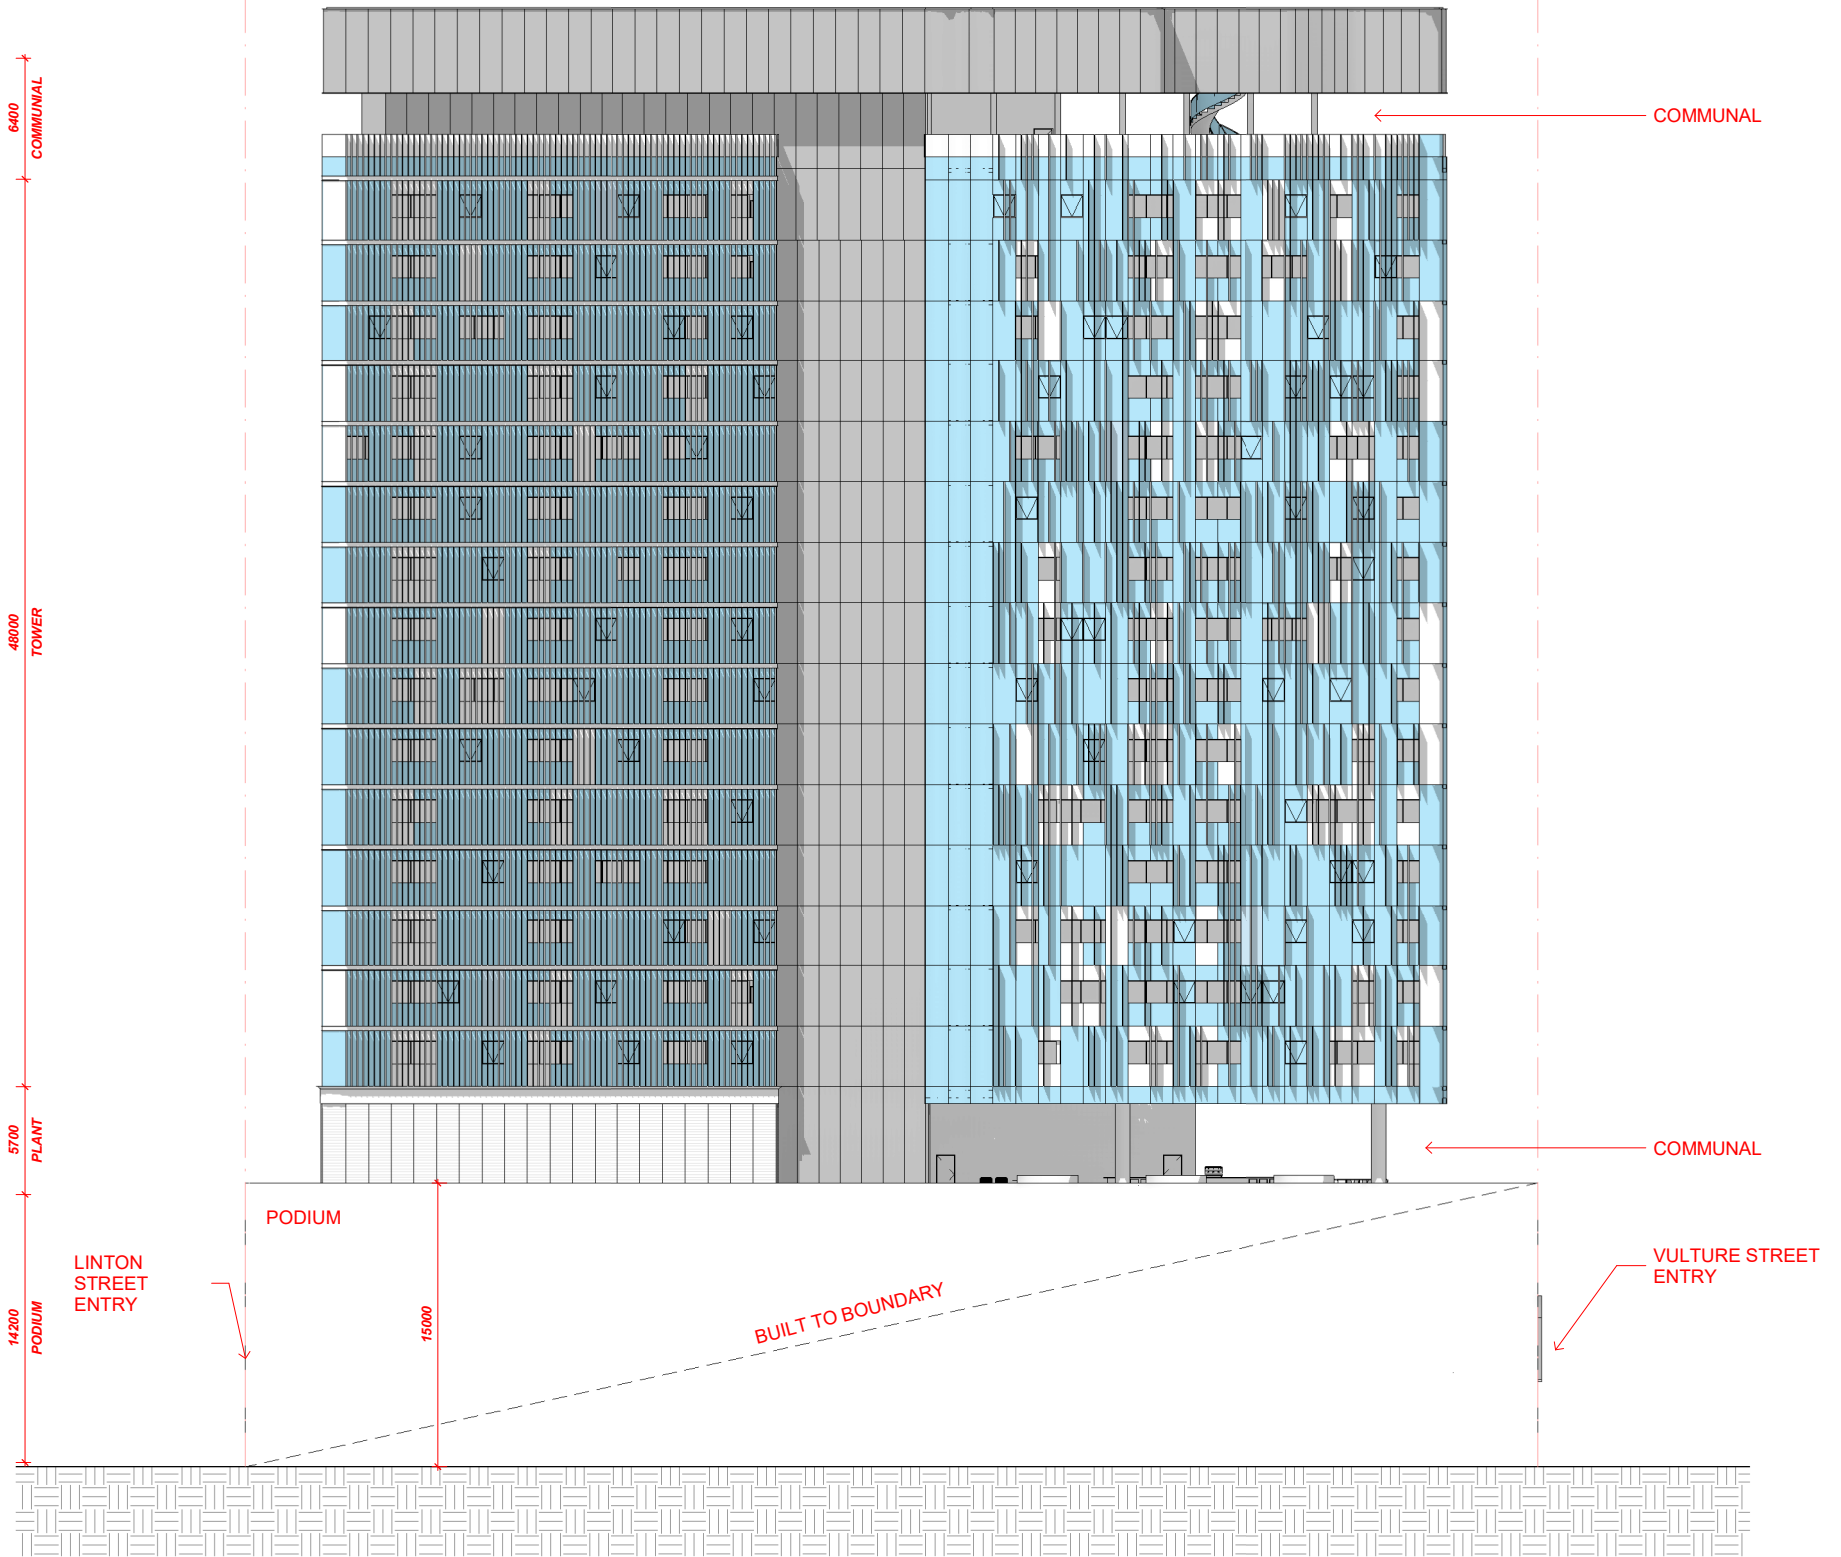 6400
COMMUNIAL
COMMUNAL
48000
TOWER
5700
PLANT
COMMUNAL
PODIUM
LINTON
STREET
ENTRY
VULTURE STREET
ENTRY
14200
PODIUM
15000
BUILT TO BOUNDARY